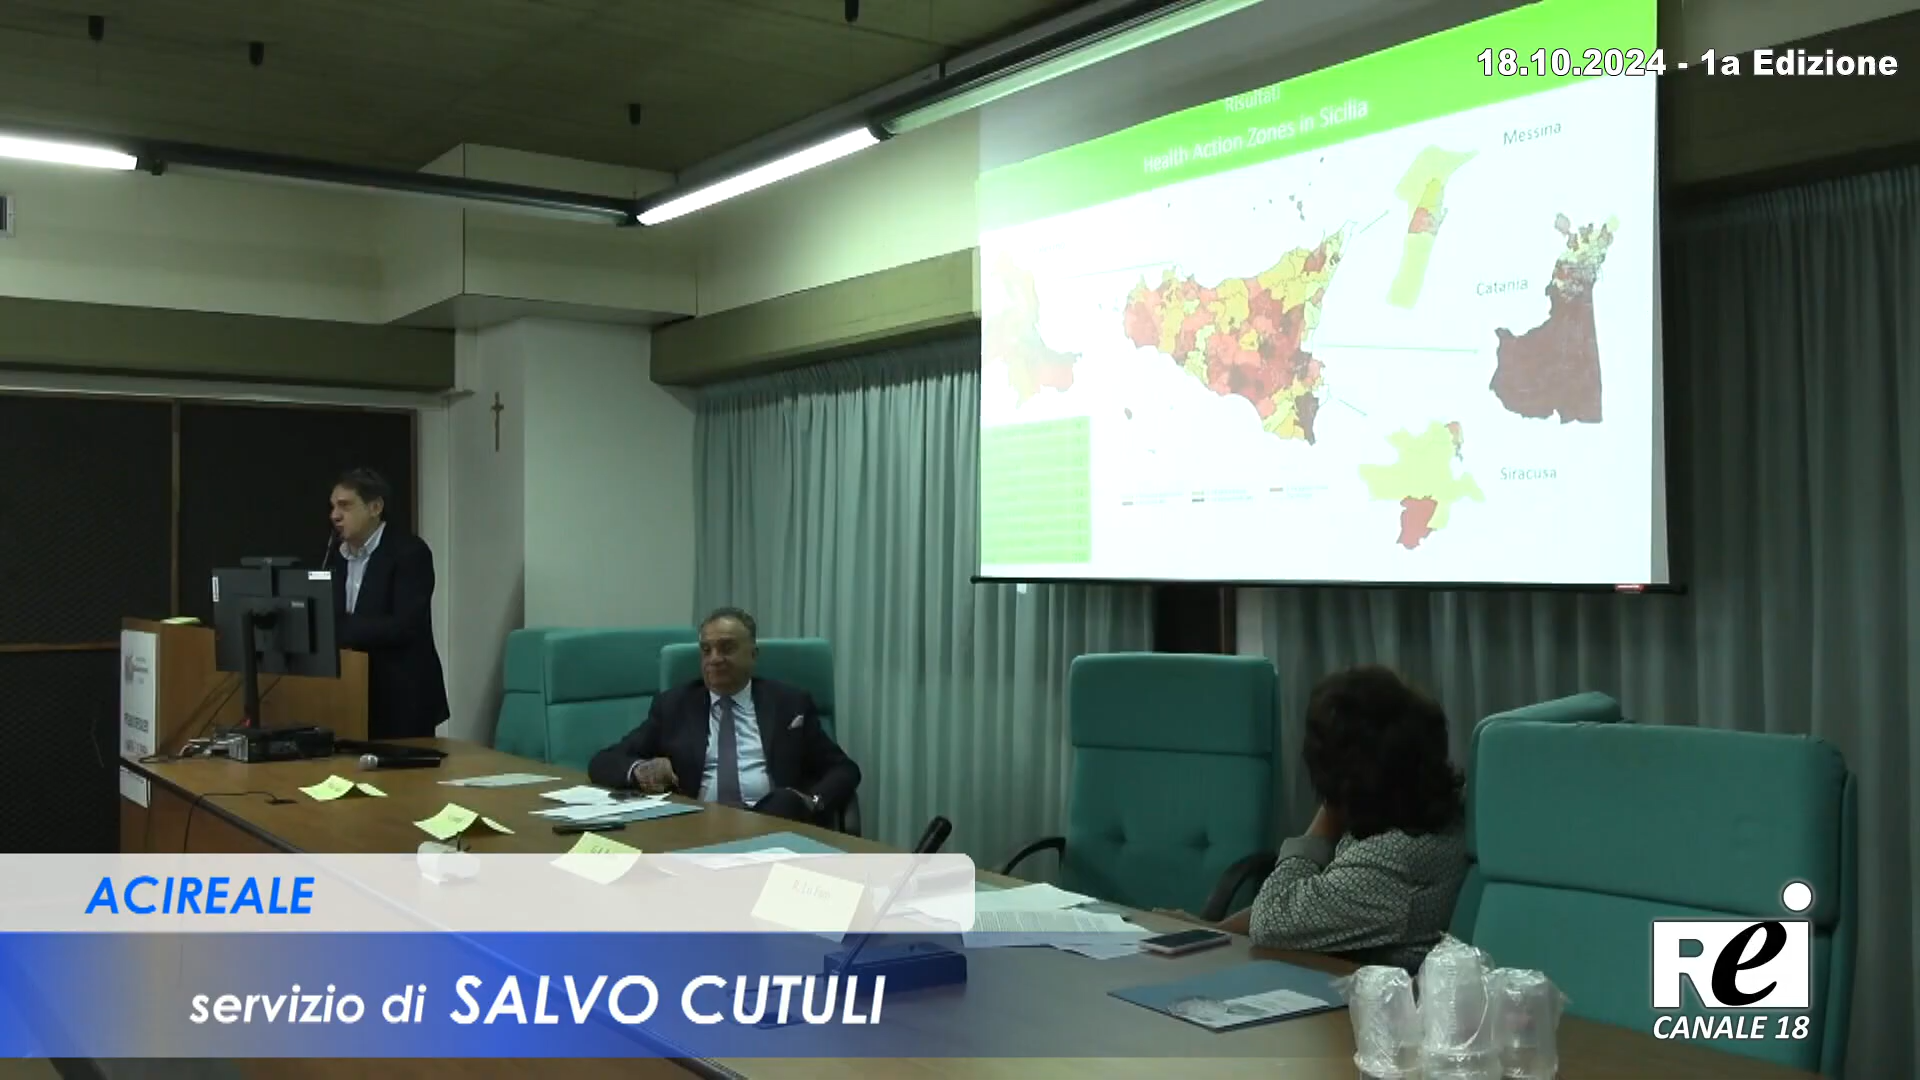 18.10.2024 - 1a Edizione
Risultati
Health Action Zones in Sicilia
Messina
Catania
Siracusa
ACIREALE
servizio di SALVO CUTULI
Rei
CANALE 18